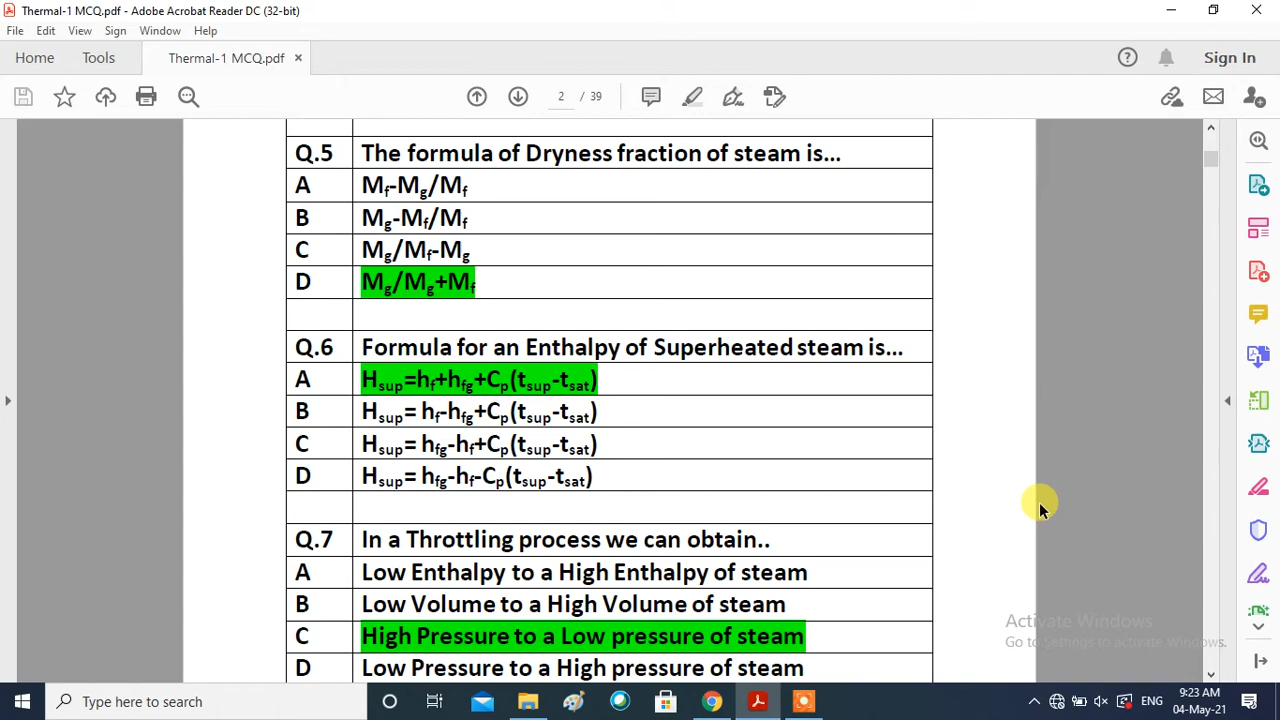 Thermal-1 MCQ.pdf - Adobe Acrobat Reader DC (32-bit)
File Edit View Sign Window Help
Home Tools Thermal-1 MCQ.pdf × Sign In
2 / 39
Q.5 The formula of Dryness fraction of steam is...
A Mf-Mg/Mf
B Mg-Mf/Mf
C Mg/Mf-Mg
D Mg/Mg+Mf
Q.6 Formula for an Enthalpy of Superheated steam is...
A Hsup=hf+hfg+Cp(tsup-tsat)
B Hsup= hf-hfg+Cp(tsup-tsat)
C Hsup= hfg-hf+Cp(tsup-tsat)
D Hsup= hfg-hf-Cp(tsup-tsat)
Q.7 In a Throttling process we can obtain..
A Low Enthalpy to a High Enthalpy of steam
B Low Volume to a High Volume of steam
C High Pressure to a Low pressure of steam
D Low Pressure to a High pressure of steam
Activate Windows
Go to Settings to activate Windows.
Type here to search
ENG
9:23 AM
04-May-21